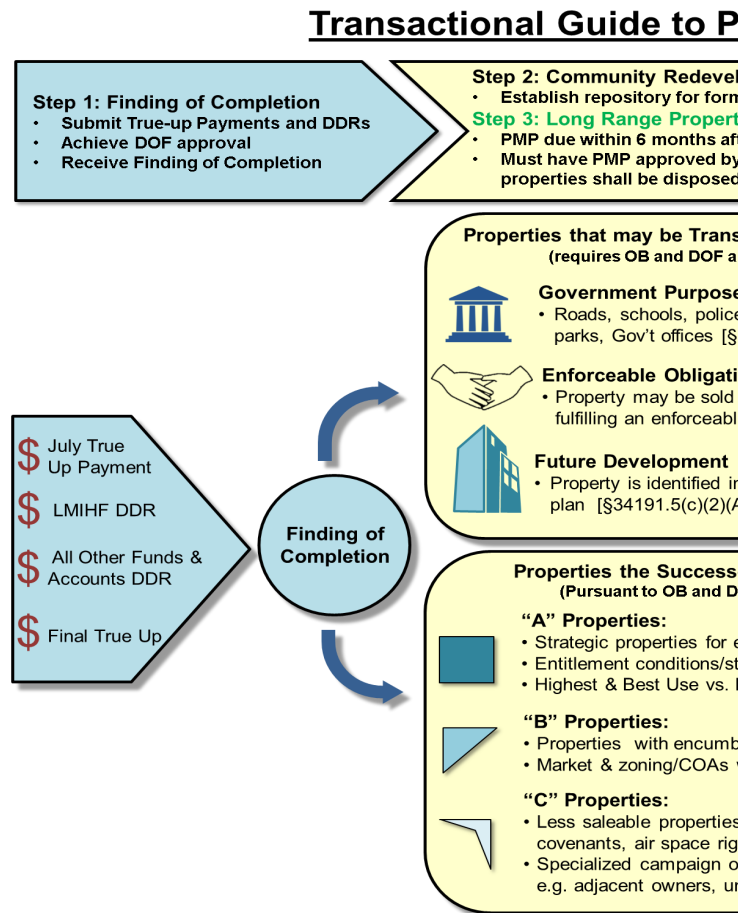 Transactional Guide to P
Step 1: Finding of Completion
• Submit True-up Payments and DDRs
• Achieve DOF approval
• Receive Finding of Completion
Step 2: Community Redevel
• Establish repository for form
Step 3: Long Range Propert
• PMP due within 6 months af
• Must have PMP approved by
properties shall be disposed
Properties that may be Trans
(requires OB and DOF a
Government Purpose
• Roads, schools, police
parks, Gov't offices [§
Enforceable Obligati
• Property may be sold
fulfilling an enforceabl
Future Development
• Property is identified in
plan [§34191.5(c)(2)(A
$ July True
Up Payment
$ LMIHF DDR
$ All Other Funds &
Accounts DDR
$ Final True Up
Finding of
Completion
Properties the Success
(Pursuant to OB and D
“A” Properties:
• Strategic properties for e
• Entitlement conditions/st
• Highest & Best Use vs.
“B” Properties:
• Properties with encumb
• Market & zoning/COAs
“C” Properties:
• Less saleable properties
covenants, air space rig
• Specialized campaign o
e.g. adjacent owners, un